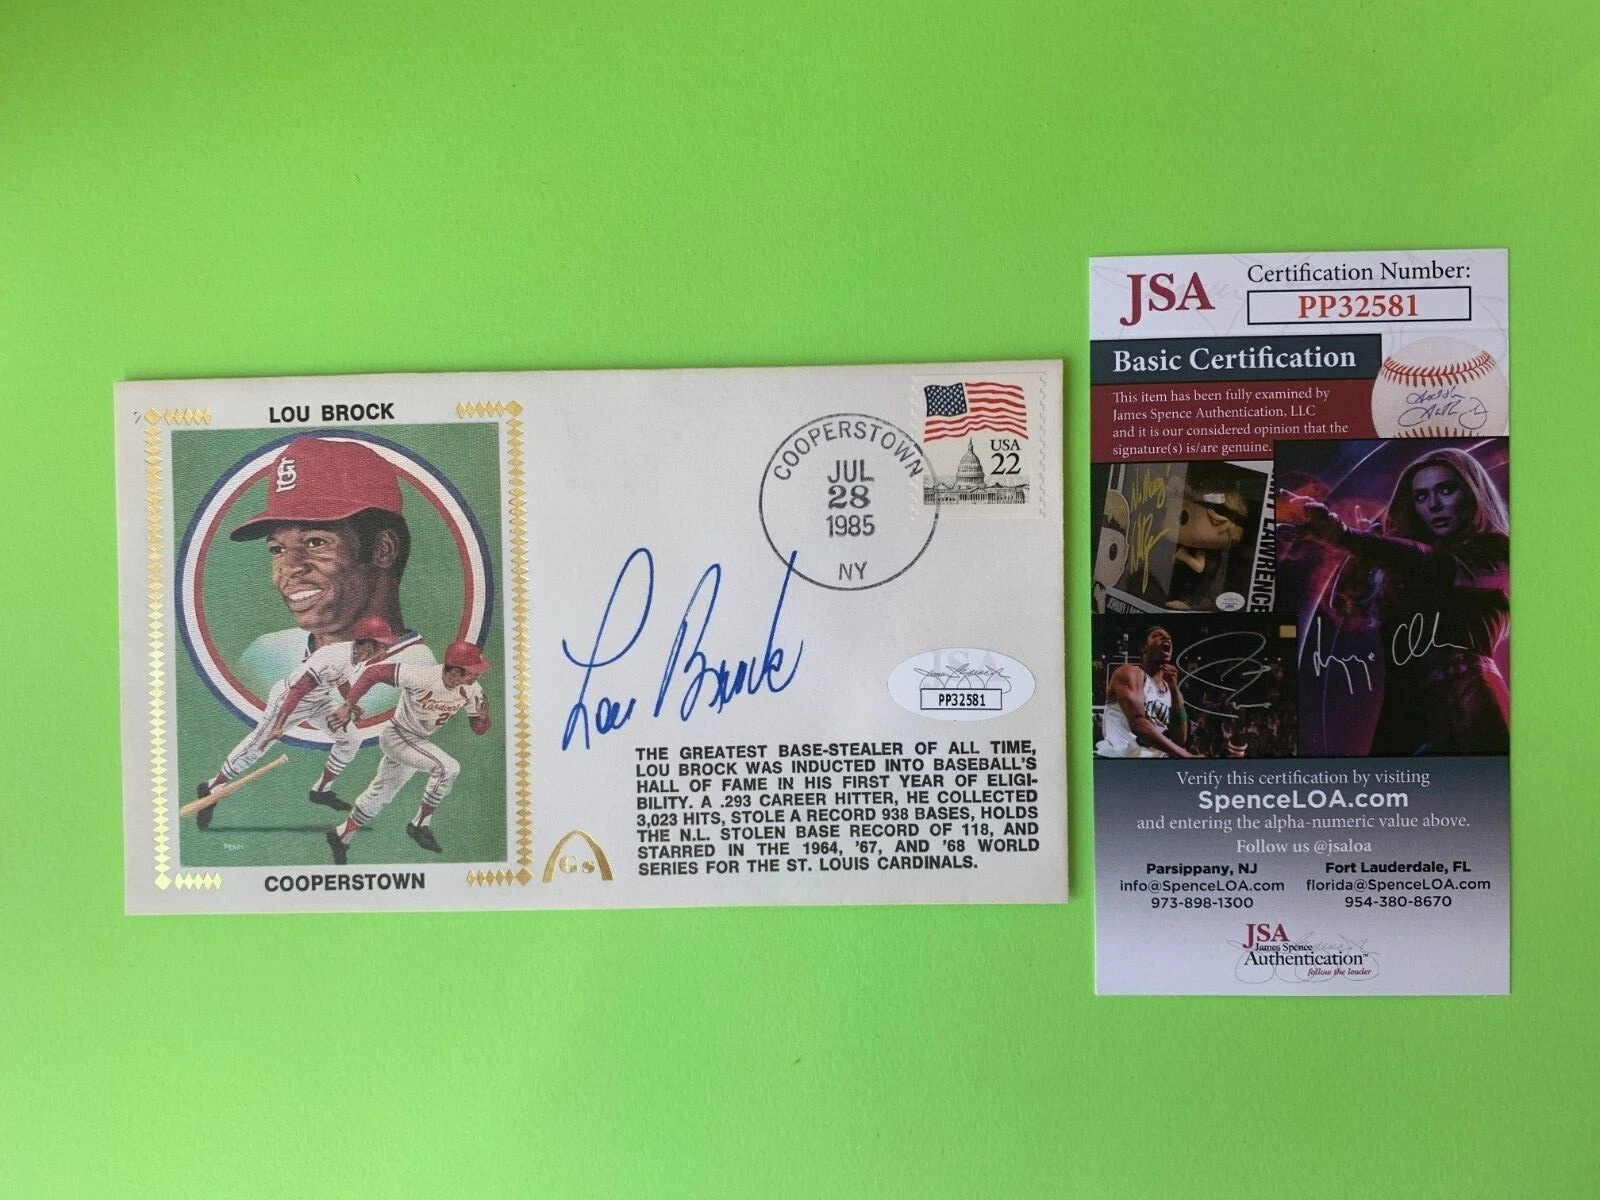 LOU BROCK
COOPERSTOWN
PENN
COOPERSTOWN
JUL
28
1985
NY
USA
22
Lou Brock
JSA
PP32581
THE GREATEST BASE-STEALER OF ALL TIME,
LOU BROCK WAS INDUCTED INTO BASEBALL'S
HALL OF FAME IN HIS FIRST YEAR OF ELIGI-
BILITY. A .293 CAREER HITTER, HE COLLECTED
3,023 HITS, STOLE A RECORD 938 BASES, HOLDS
THE N.L. STOLEN BASE RECORD OF 118, AND
STARRED IN THE 1964, '67, AND '68 WORLD
SERIES FOR THE ST. LOUIS CARDINALS.
Gs
Cardinals
JSA
Certification Number:
PP32581
Basic Certification
This item has been fully examined by
James Spence Authentication, LLC
and it is our considered opinion that the
signature(s) is/are genuine.
LAWRENCE
Verify this certification by visiting
SpenceLOA.com
and entering the alpha-numeric value above.
Follow us @jsaloa
Parsippany, NJ
info@SpenceLOA.com
973-898-1300
Fort Lauderdale, FL
florida@SpenceLOA.com
954-380-8670
JSA
James Spence
Authentication™
follow the leader